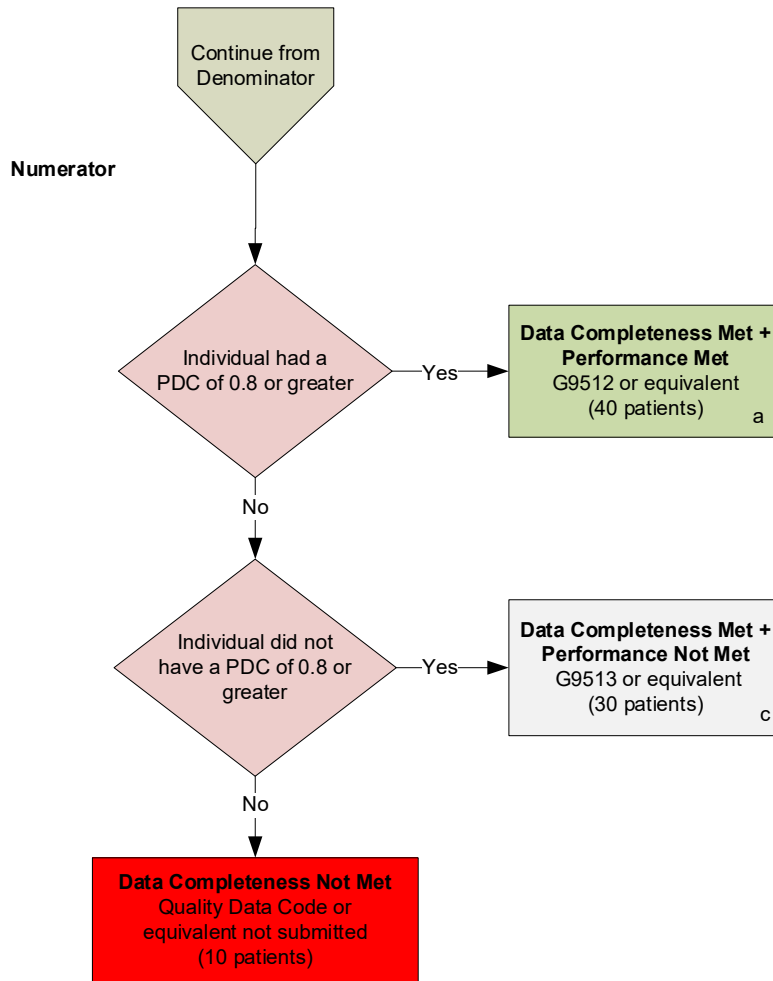 Continue from
Denominator
Numerator
Individual had a
PDC of 0.8 or greater
Yes
Data Completeness Met +
Performance Met
G9512 or equivalent
(40 patients)
a
No
Individual did not
have a PDC of 0.8 or
greater
Yes
Data Completeness Met +
Performance Not Met
G9513 or equivalent
(30 patients)
c
No
Data Completeness Not Met
Quality Data Code or
equivalent not submitted
(10 patients)